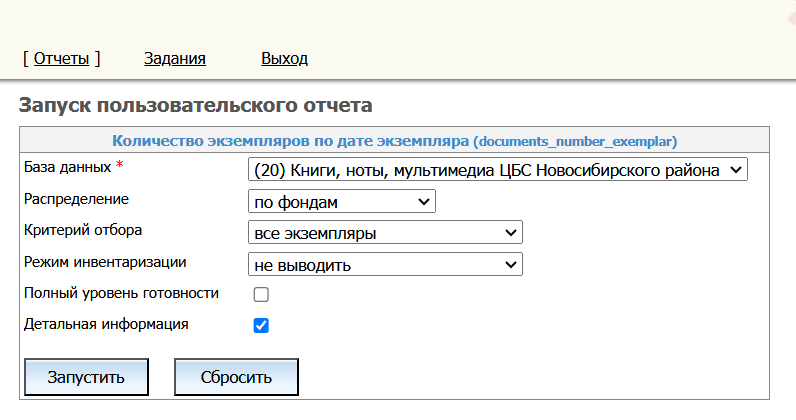 [ Отчеты ] Задания Выход
Запуск пользовательского отчета
Количество экземпляров по дате экземпляра (documents_number_exemplar)
База данных * (20) Книги, ноты, мультимедиа ЦБС Новосибирского района
Распределение по фондам
Критерий отбора все экземпляры
Режим инвентаризации не выводить
Полный уровень готовности
Детальная информация
Запустить Сбросить